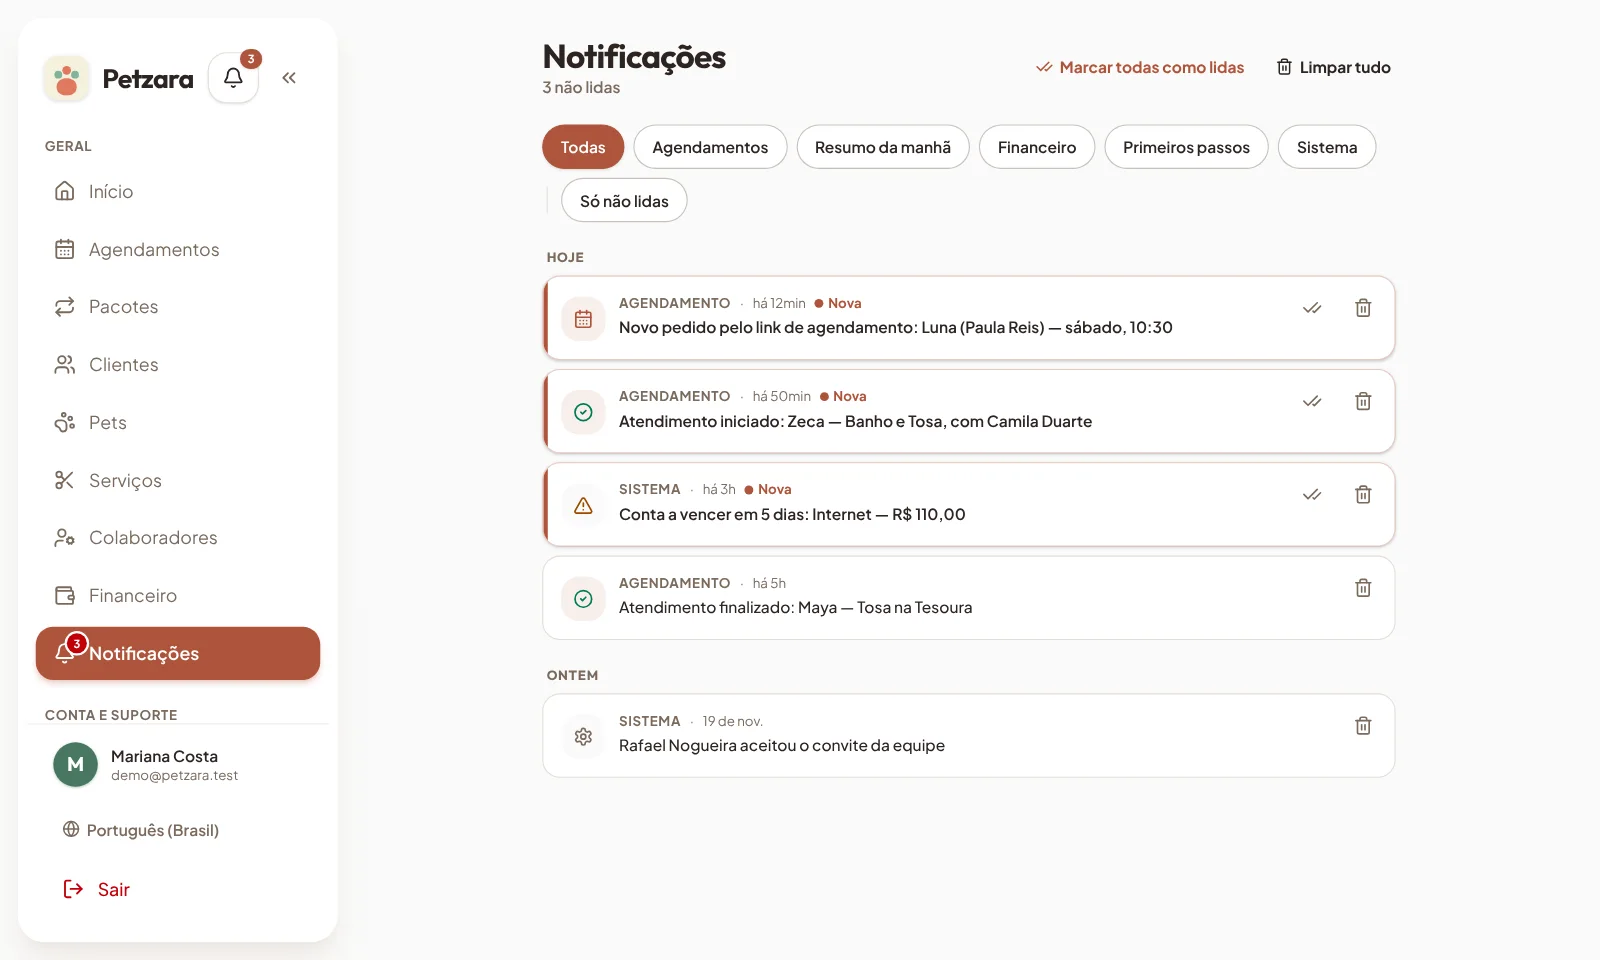 Petzara
3
GERAL
Início
Agendamentos
Pacotes
Clientes
Pets
Serviços
Colaboradores
Financeiro
3
Notificações
CONTA E SUPORTE
M
Mariana Costa
demo@petzara.test
Português (Brasil)
Sair
Notificações
3 não lidas
Marcar todas como lidas
Limpar tudo
Todas
Agendamentos
Resumo da manhã
Financeiro
Primeiros passos
Sistema
Só não lidas
HOJE
AGENDAMENTO · há 12min Nova
Novo pedido pelo link de agendamento: Luna (Paula Reis) — sábado, 10:30
AGENDAMENTO · há 50min Nova
Atendimento iniciado: Zeca — Banho e Tosa, com Camila Duarte
SISTEMA · há 3h Nova
Conta a vencer em 5 dias: Internet — R$ 110,00
AGENDAMENTO · há 5h
Atendimento finalizado: Maya — Tosa na Tesoura
ONTEM
SISTEMA · 19 de nov.
Rafael Nogueira aceitou o convite da equipe